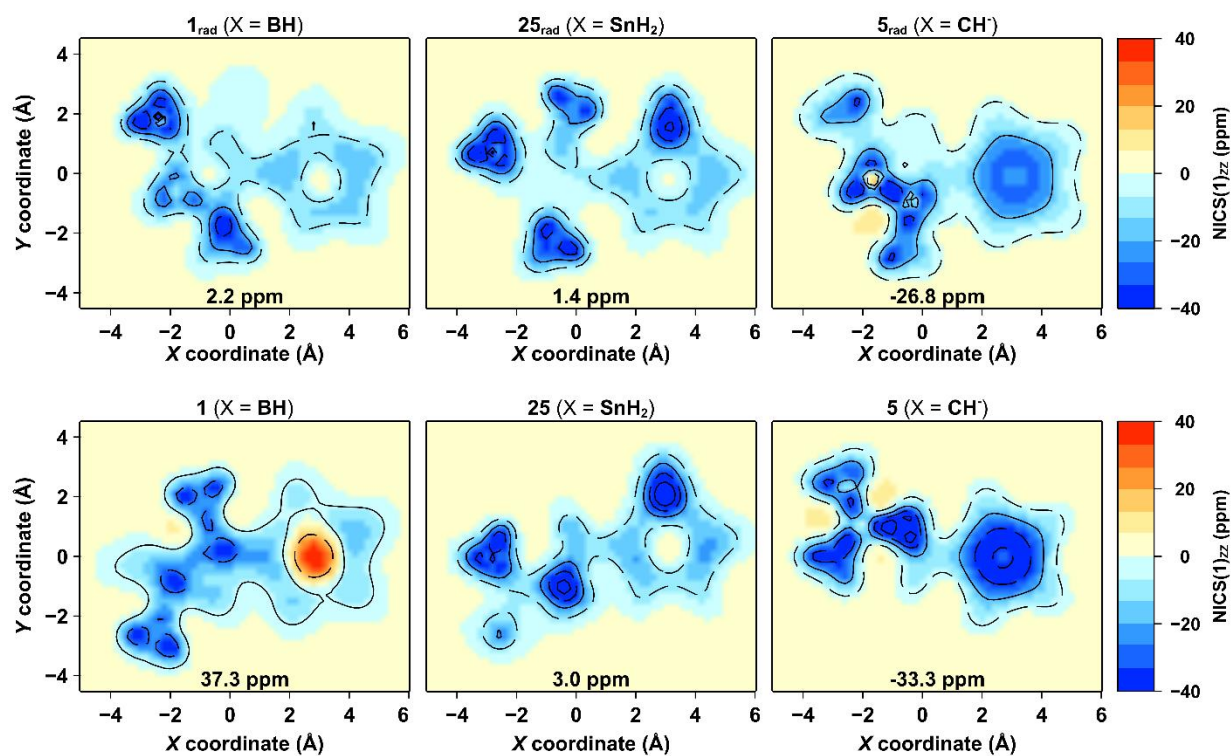 1rad (X = BH)
25rad (X = SnH2)
5rad (X = CH-)
Y coordinate (Å)
4
2
0
−2
−4
2.2 ppm
1.4 ppm
-26.8 ppm
−4 −2 0 2 4 6
−4 −2 0 2 4 6
−4 −2 0 2 4 6
X coordinate (Å)
X coordinate (Å)
X coordinate (Å)
40
20
0
−20
−40
NICS(1)zz (ppm)
1 (X = BH)
25 (X = SnH2)
5 (X = CH-)
Y coordinate (Å)
4
2
0
−2
−4
37.3 ppm
3.0 ppm
-33.3 ppm
−4 −2 0 2 4 6
−4 −2 0 2 4 6
−4 −2 0 2 4 6
X coordinate (Å)
X coordinate (Å)
X coordinate (Å)
40
20
0
−20
−40
NICS(1)zz (ppm)